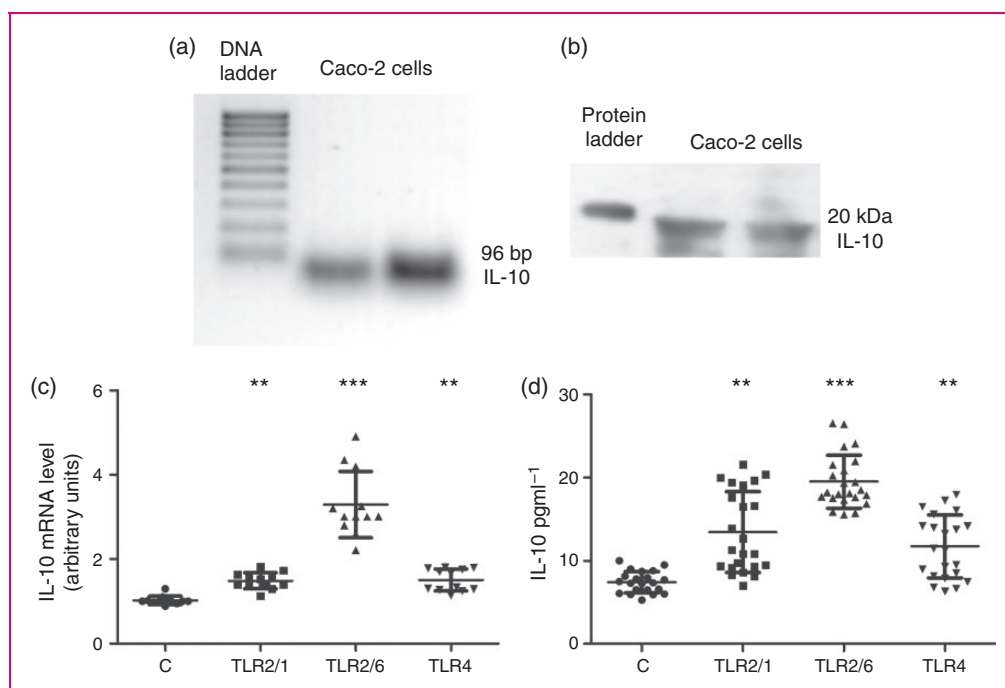 (a)
DNA
ladder
Caco-2 cells
96 bp
IL-10
(b)
Protein
ladder
Caco-2 cells
20 kDa
IL-10
(c)
IL-10 mRNA level
(arbitrary units)
6
4
2
0
** *** **
C TLR2/1 TLR2/6 TLR4
(d)
IL-10 pgml⁻¹
30
20
10
0
** *** **
C TLR2/1 TLR2/6 TLR4